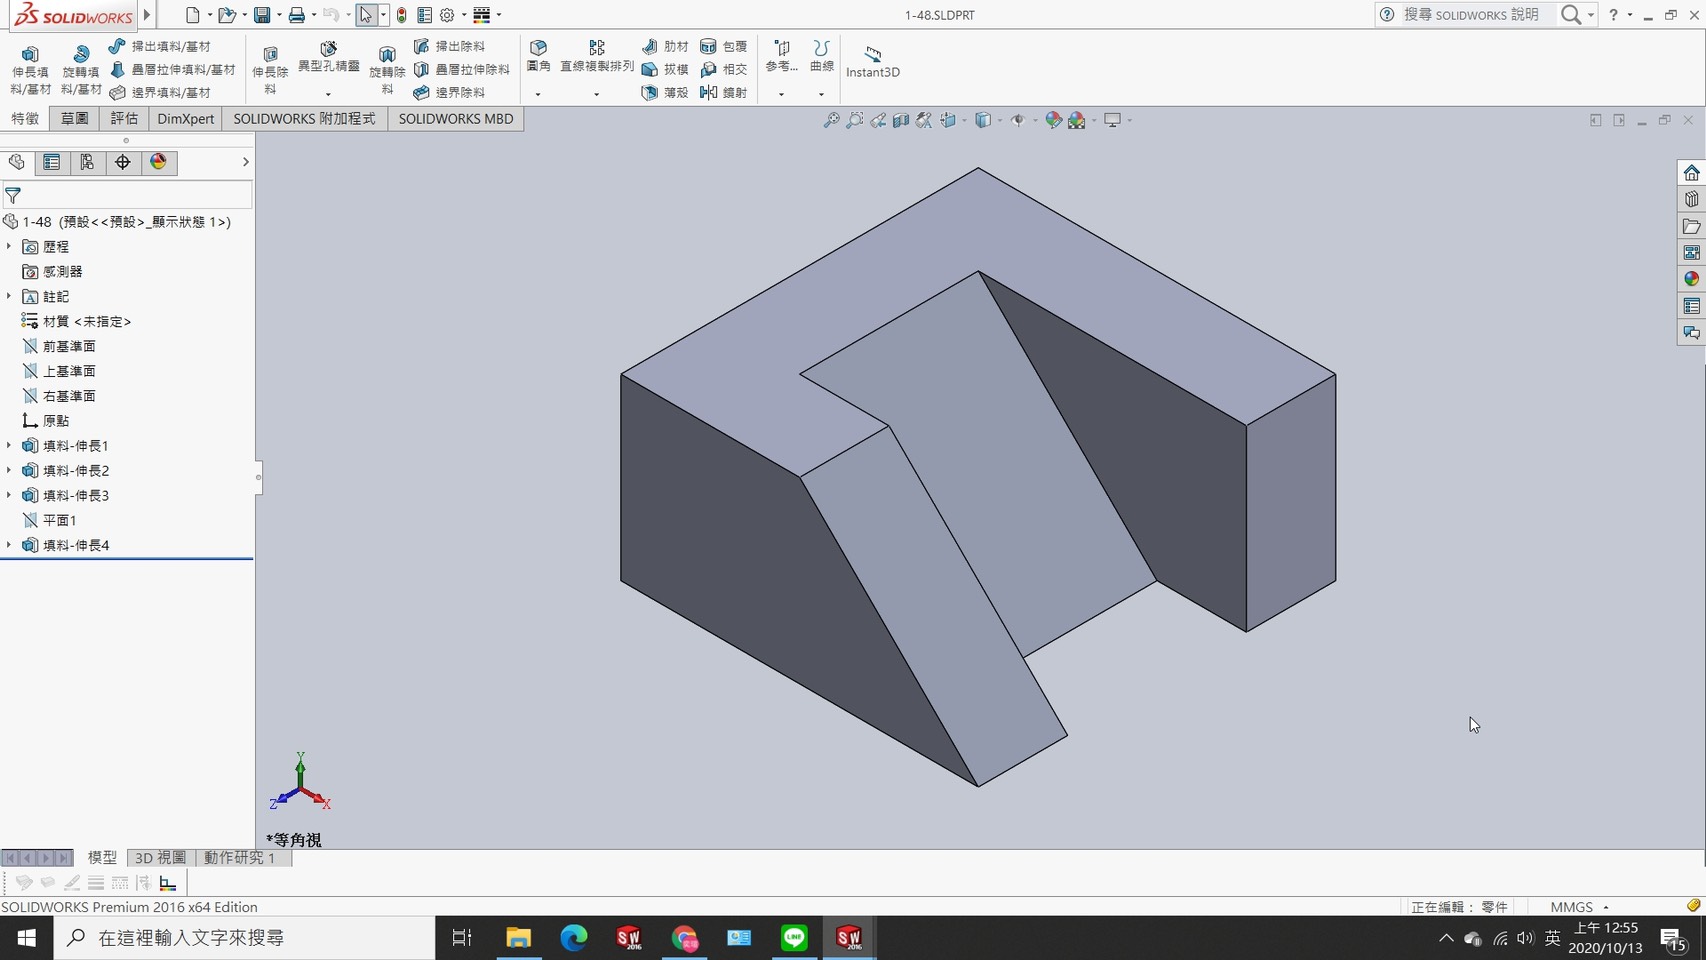 SOLIDWORKS
1-48.SLDPRT
搜尋 SOLIDWORKS 說明
伸長填料/基材
旋轉填料/基材
掃出填料/基材
疊層拉伸填料/基材
邊界填料/基材
伸長除料
異型孔精靈
旋轉除料
掃出除料
疊層拉伸除料
邊界除料
圓角
直線複製排列
肋材
拔模
薄殼
包覆
相交
鏡射
參考...
曲線
Instant3D
特徵
草圖
評估
DimXpert
SOLIDWORKS 附加程式
SOLIDWORKS MBD
1-48 (預設<<預設>_顯示狀態 1>)
歷程
感測器
註記
材質 <未指定>
前基準面
上基準面
右基準面
原點
填料-伸長1
填料-伸長2
填料-伸長3
平面1
填料-伸長4
Y
Z
X
*等角視
模型
3D 視圖
動作研究 1
SOLIDWORKS Premium 2016 x64 Edition
正在編輯： 零件
MMGS
在這裡輸入文字來搜尋
SW 2016
LINE
SW 2016
英
上午 12:55
2020/10/13
15